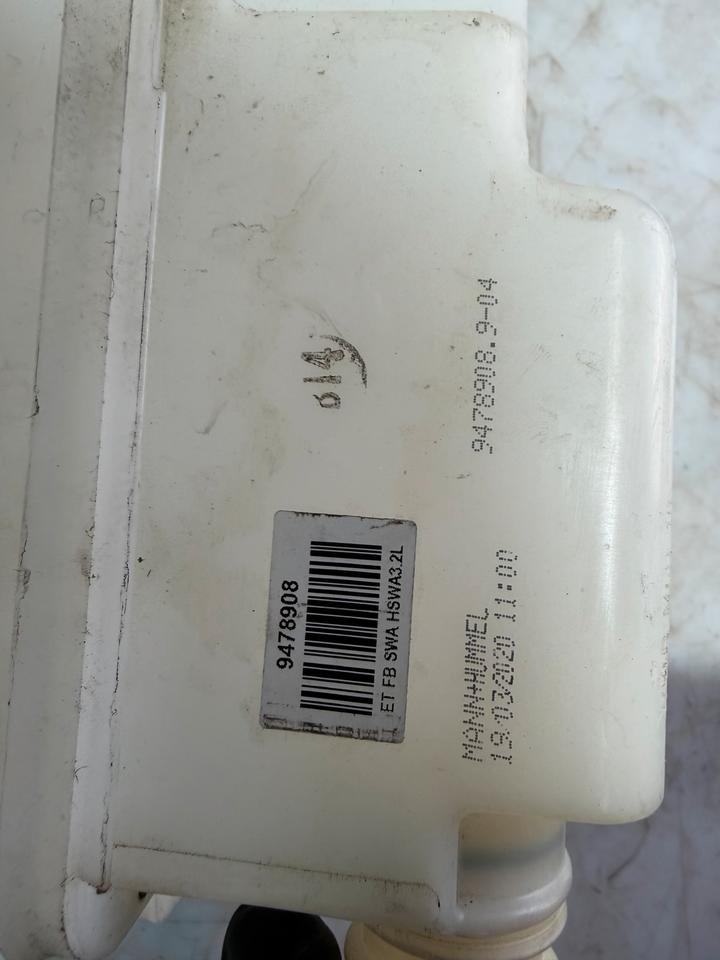 614
9478908.9-04
9478908
ET FB SWA HSWA3.2L
MANN+HUMMEL
19/03/2020 11:00